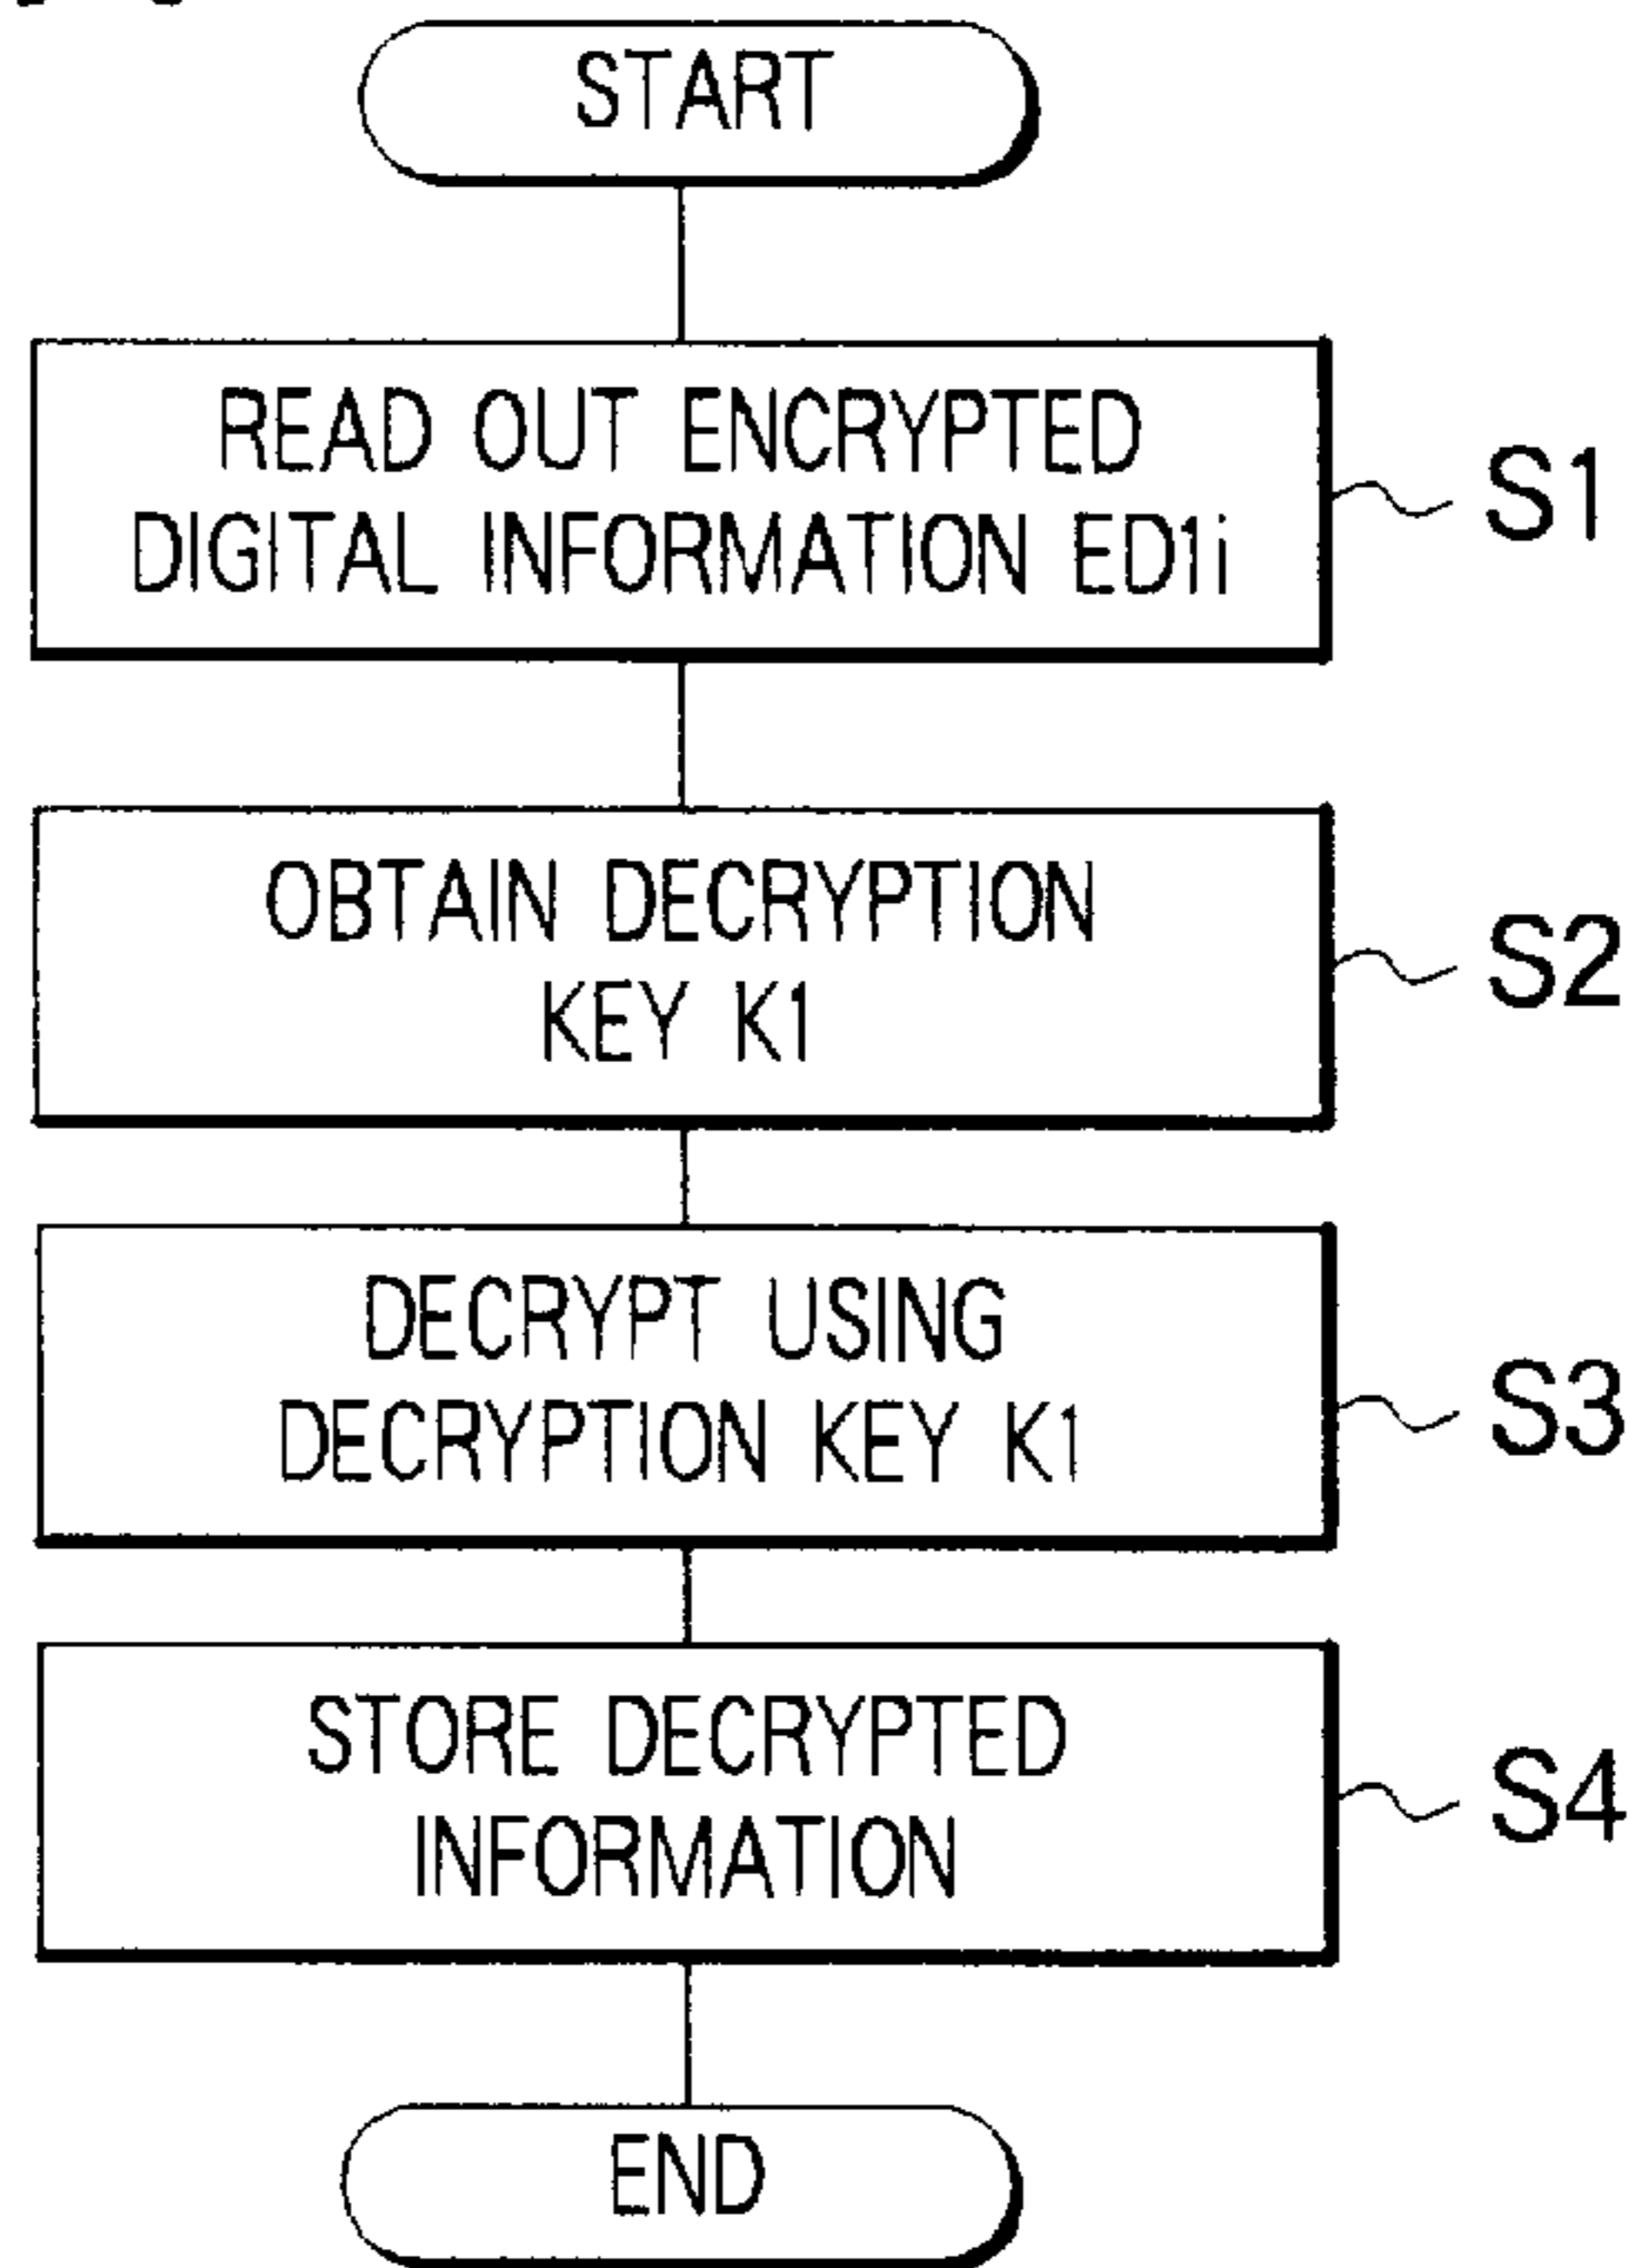 START
READ OUT ENCRYPTED
DIGITAL INFORMATION ED1i
S1
OBTAIN DECRYPTION
KEY K1
S2
DECRYPT USING
DECRYPTION KEY K1
S3
STORE DECRYPTED
INFORMATION
S4
END